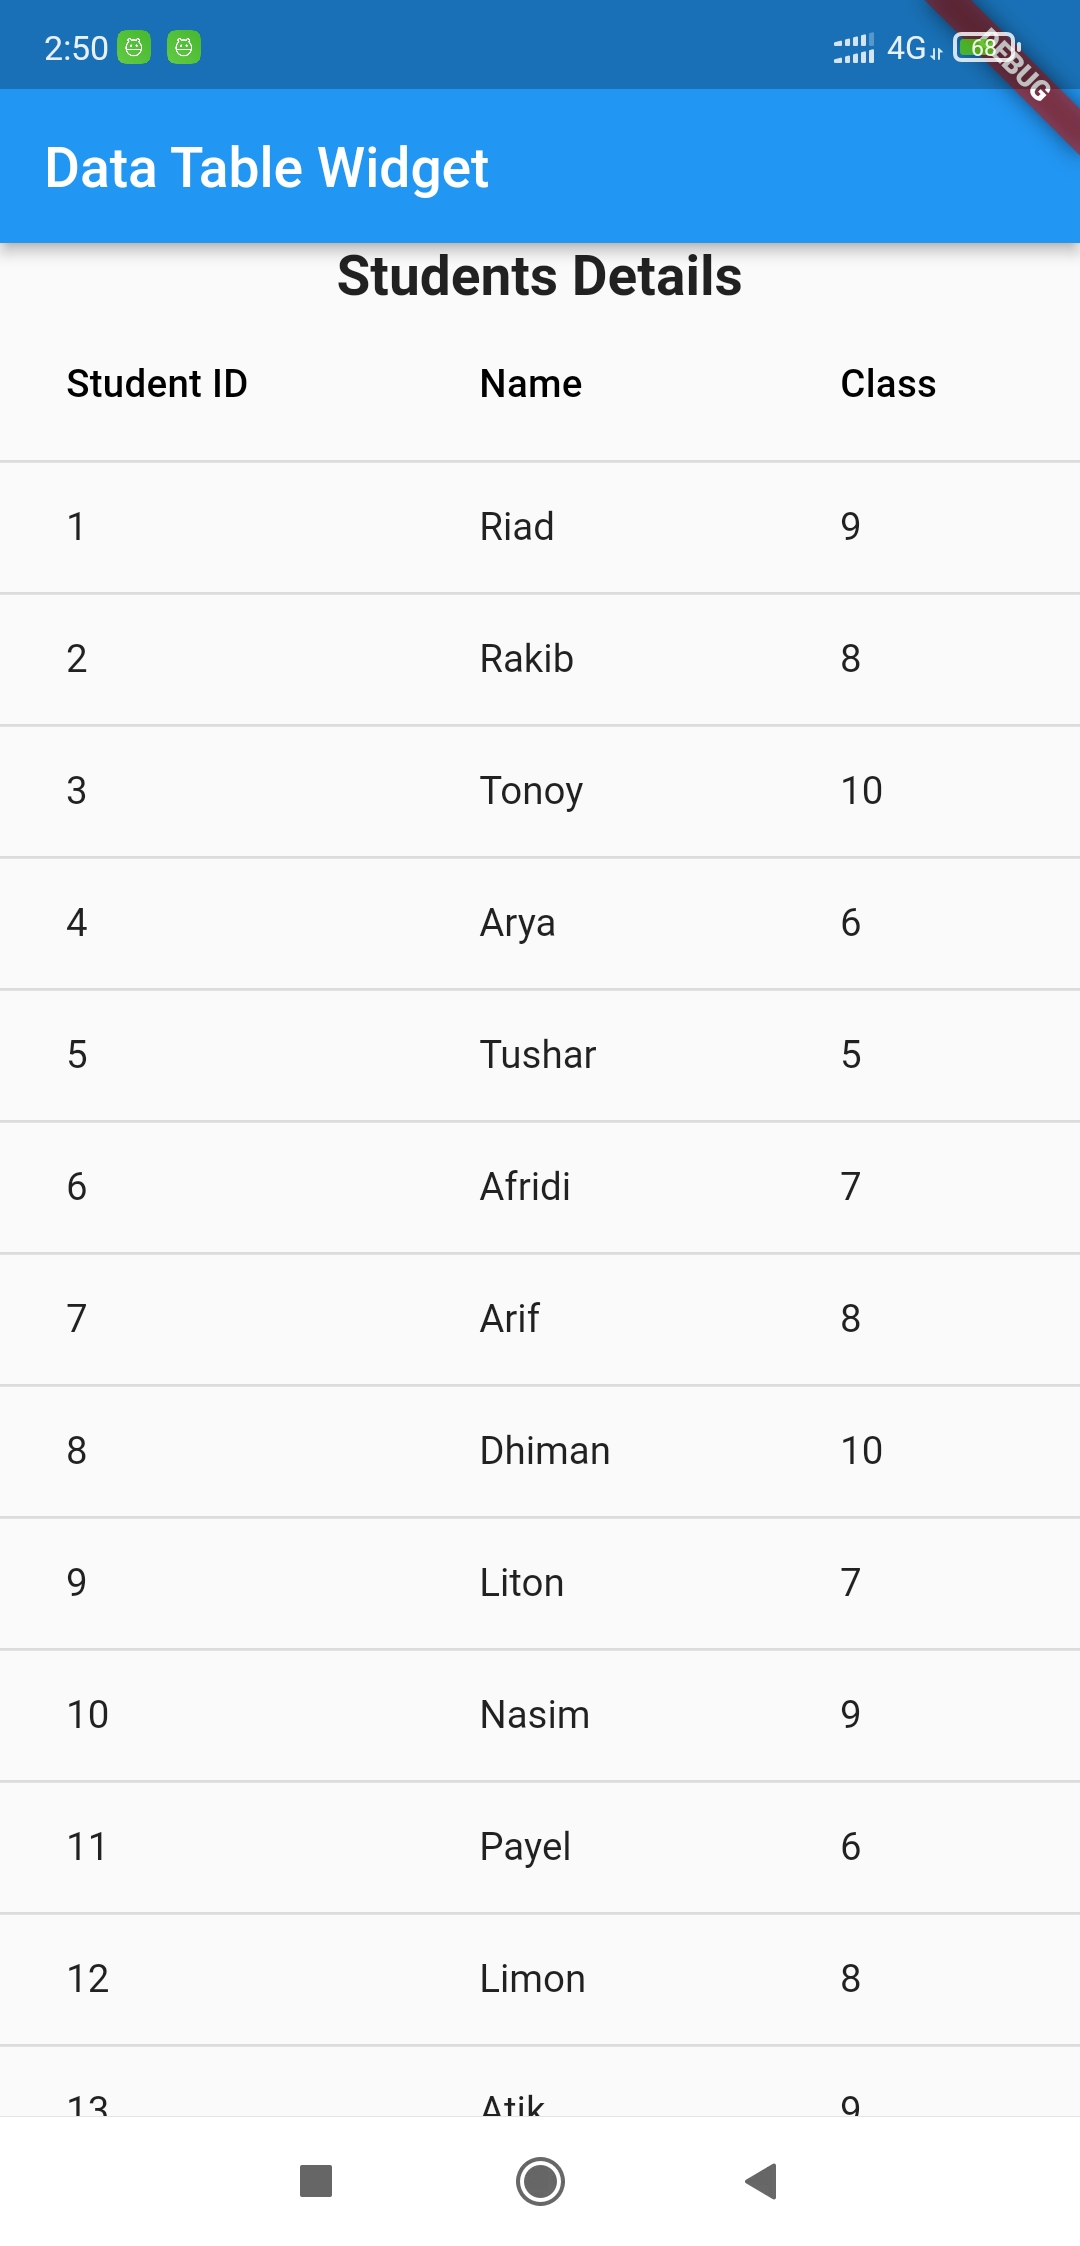 2:50 4G 68
DEBUG
Data Table Widget
Students Details
Student ID Name Class
1 Riad 9
2 Rakib 8
3 Tonoy 10
4 Arya 6
5 Tushar 5
6 Afridi 7
7 Arif 8
8 Dhiman 10
9 Liton 7
10 Nasim 9
11 Payel 6
12 Limon 8
13 Atik 9